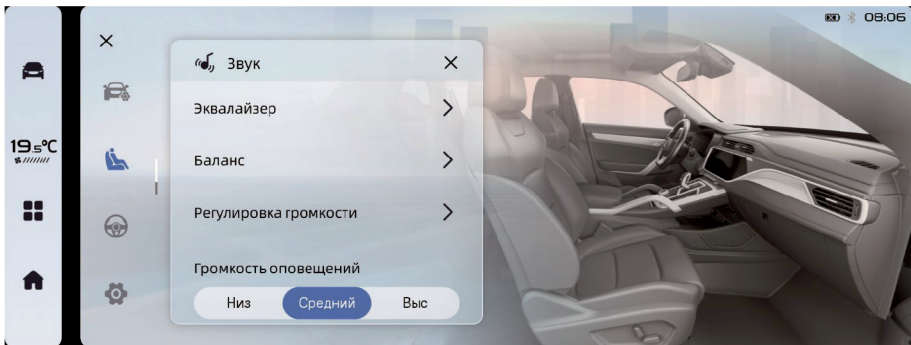 08:06
Звук
Эквалайзер
19.5°C
Баланс
Регулировка громкости
Громкость оповещений
Низ Средний Выс